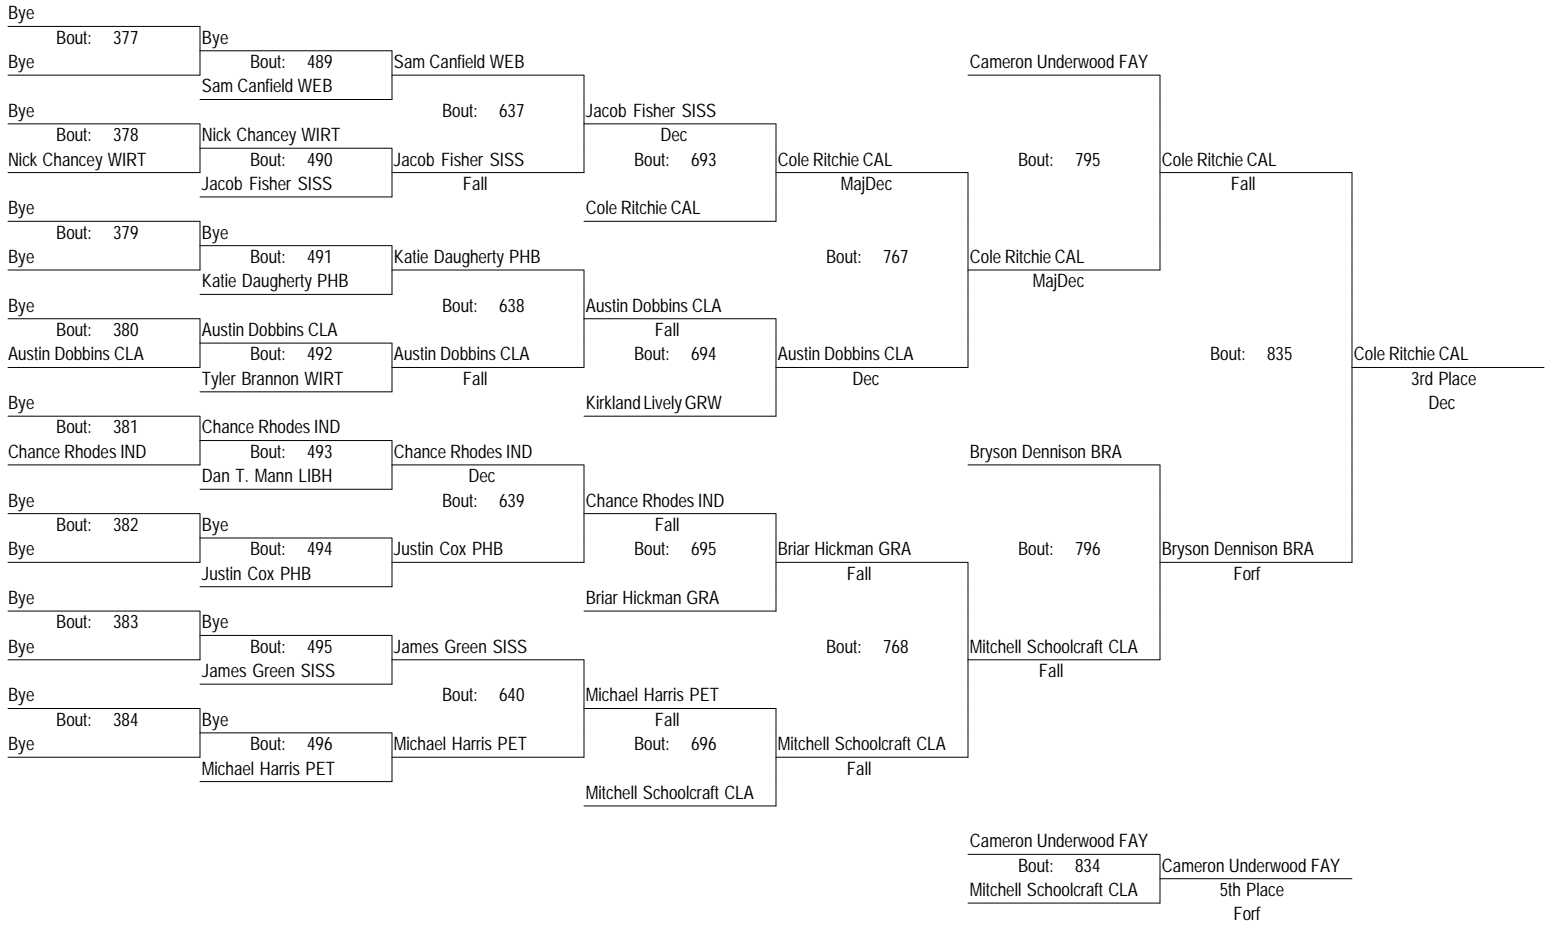 Bye
Bout: 377 Bye
Bye Bout: 489 Sam Canfield WEB Cameron Underwood FAY
Sam Canfield WEB
Bye Bout: 637 Jacob Fisher SISS
Bout: 378 Nick Chancey WIRT Dec
Nick Chancey WIRT Bout: 490 Jacob Fisher SISS Bout: 693 Cole Ritchie CAL Bout: 795 Cole Ritchie CAL
Jacob Fisher SISS Fall MajDec Fall
Bye Cole Ritchie CAL
Bout: 379 Bye
Bye Bout: 491 Katie Daugherty PHB Bout: 767 Cole Ritchie CAL
Katie Daugherty PHB MajDec
Bye Bout: 638 Austin Dobbins CLA
Bout: 380 Austin Dobbins CLA Fall
Austin Dobbins CLA Bout: 492 Austin Dobbins CLA Bout: 694 Austin Dobbins CLA Bout: 835 Cole Ritchie CAL
Tyler Brannon WIRT Fall Dec 3rd Place
Bye Kirkland Lively GRW Dec
Bout: 381 Chance Rhodes IND
Chance Rhodes IND Bout: 493 Chance Rhodes IND Bryson Dennison BRA
Dan T. Mann LIBH Dec
Bye Bout: 639 Chance Rhodes IND
Bout: 382 Bye Fall
Bye Bout: 494 Justin Cox PHB Bout: 695 Briar Hickman GRA Bout: 796 Bryson Dennison BRA
Justin Cox PHB Fall Forf
Bye Briar Hickman GRA
Bout: 383 Bye
Bye Bout: 495 James Green SISS Bout: 768 Mitchell Schoolcraft CLA
James Green SISS Fall
Bye Bout: 640 Michael Harris PET
Bout: 384 Bye Fall
Bye Bout: 496 Michael Harris PET Bout: 696 Mitchell Schoolcraft CLA
Michael Harris PET Fall
Mitchell Schoolcraft CLA
Cameron Underwood FAY
Bout: 834 Cameron Underwood FAY
Mitchell Schoolcraft CLA 5th Place
Forf